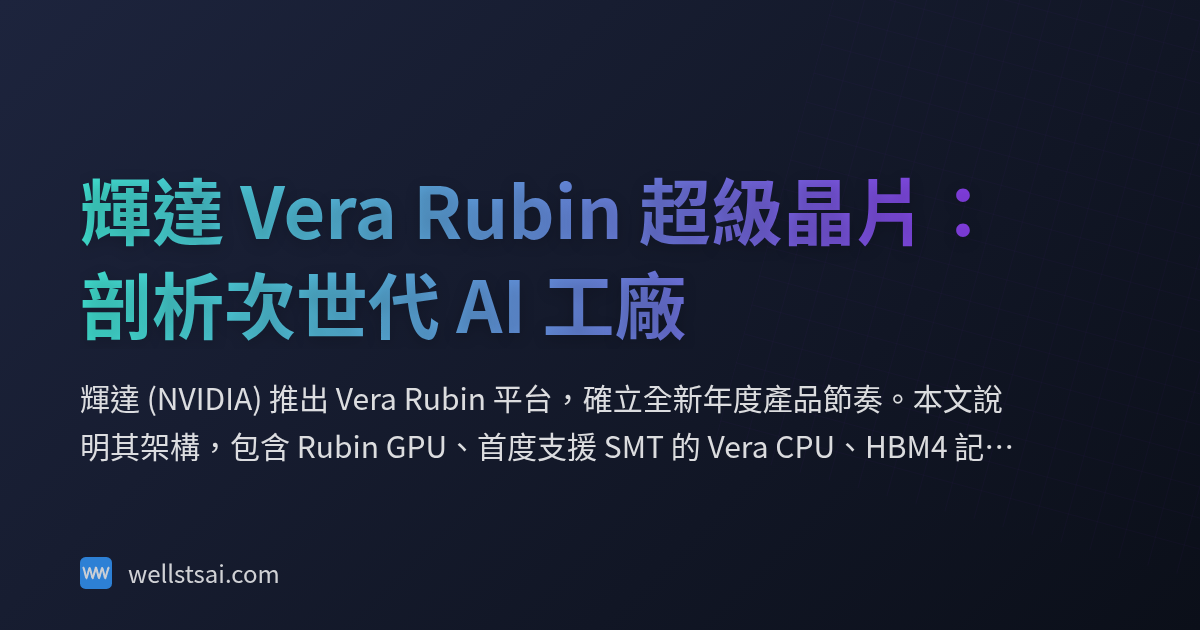 輝達 Vera Rubin 超級晶片：
剖析次世代 AI 工廠
輝達 (NVIDIA) 推出 Vera Rubin 平台，確立全新年度產品節奏。本文說
明其架構，包含 Rubin GPU、首度支援 SMT 的 Vera CPU、HBM4 記…
wellstsai.com